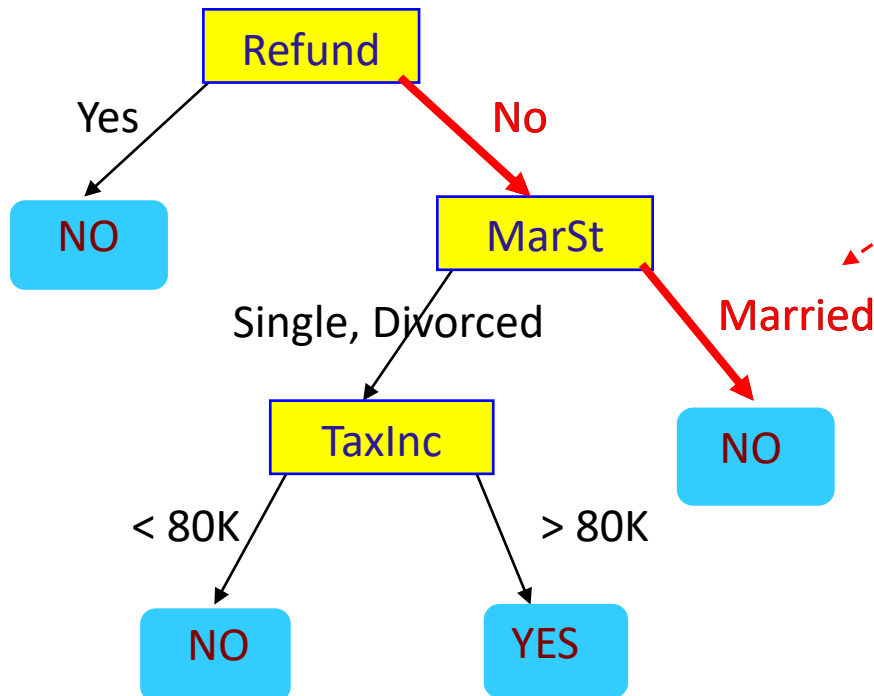 Refund
Yes
No
NO
MarSt
Single, Divorced
Married
TaxInc
NO
< 80K
> 80K
NO
YES